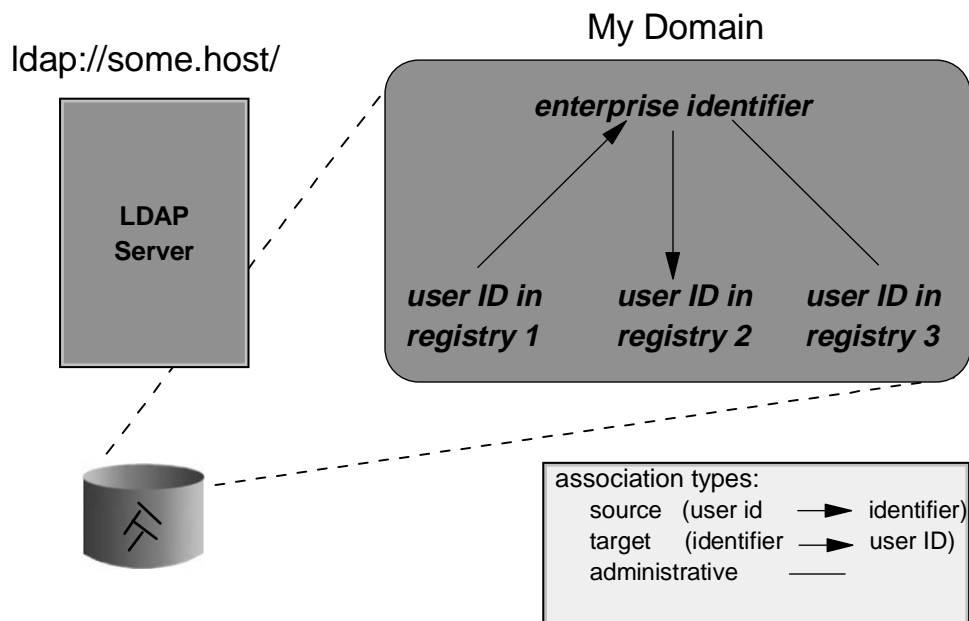 My Domain
ldap://some.host/
enterprise identifier
LDAP
Server
user ID in
registry 1
user ID in
registry 2
user ID in
registry 3
association types:
source (user id identifier)
target (identifier user ID)
administrative